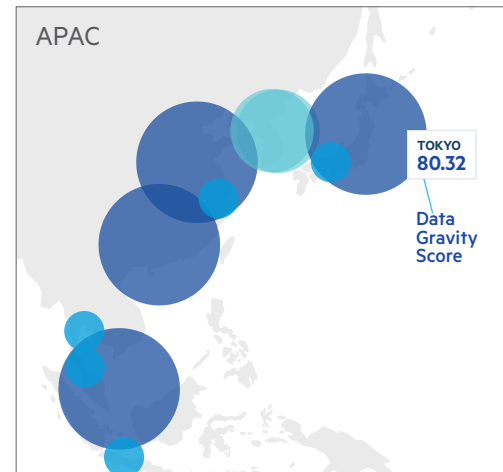 APAC
TOKYO
80.32
Data
Gravity
Score